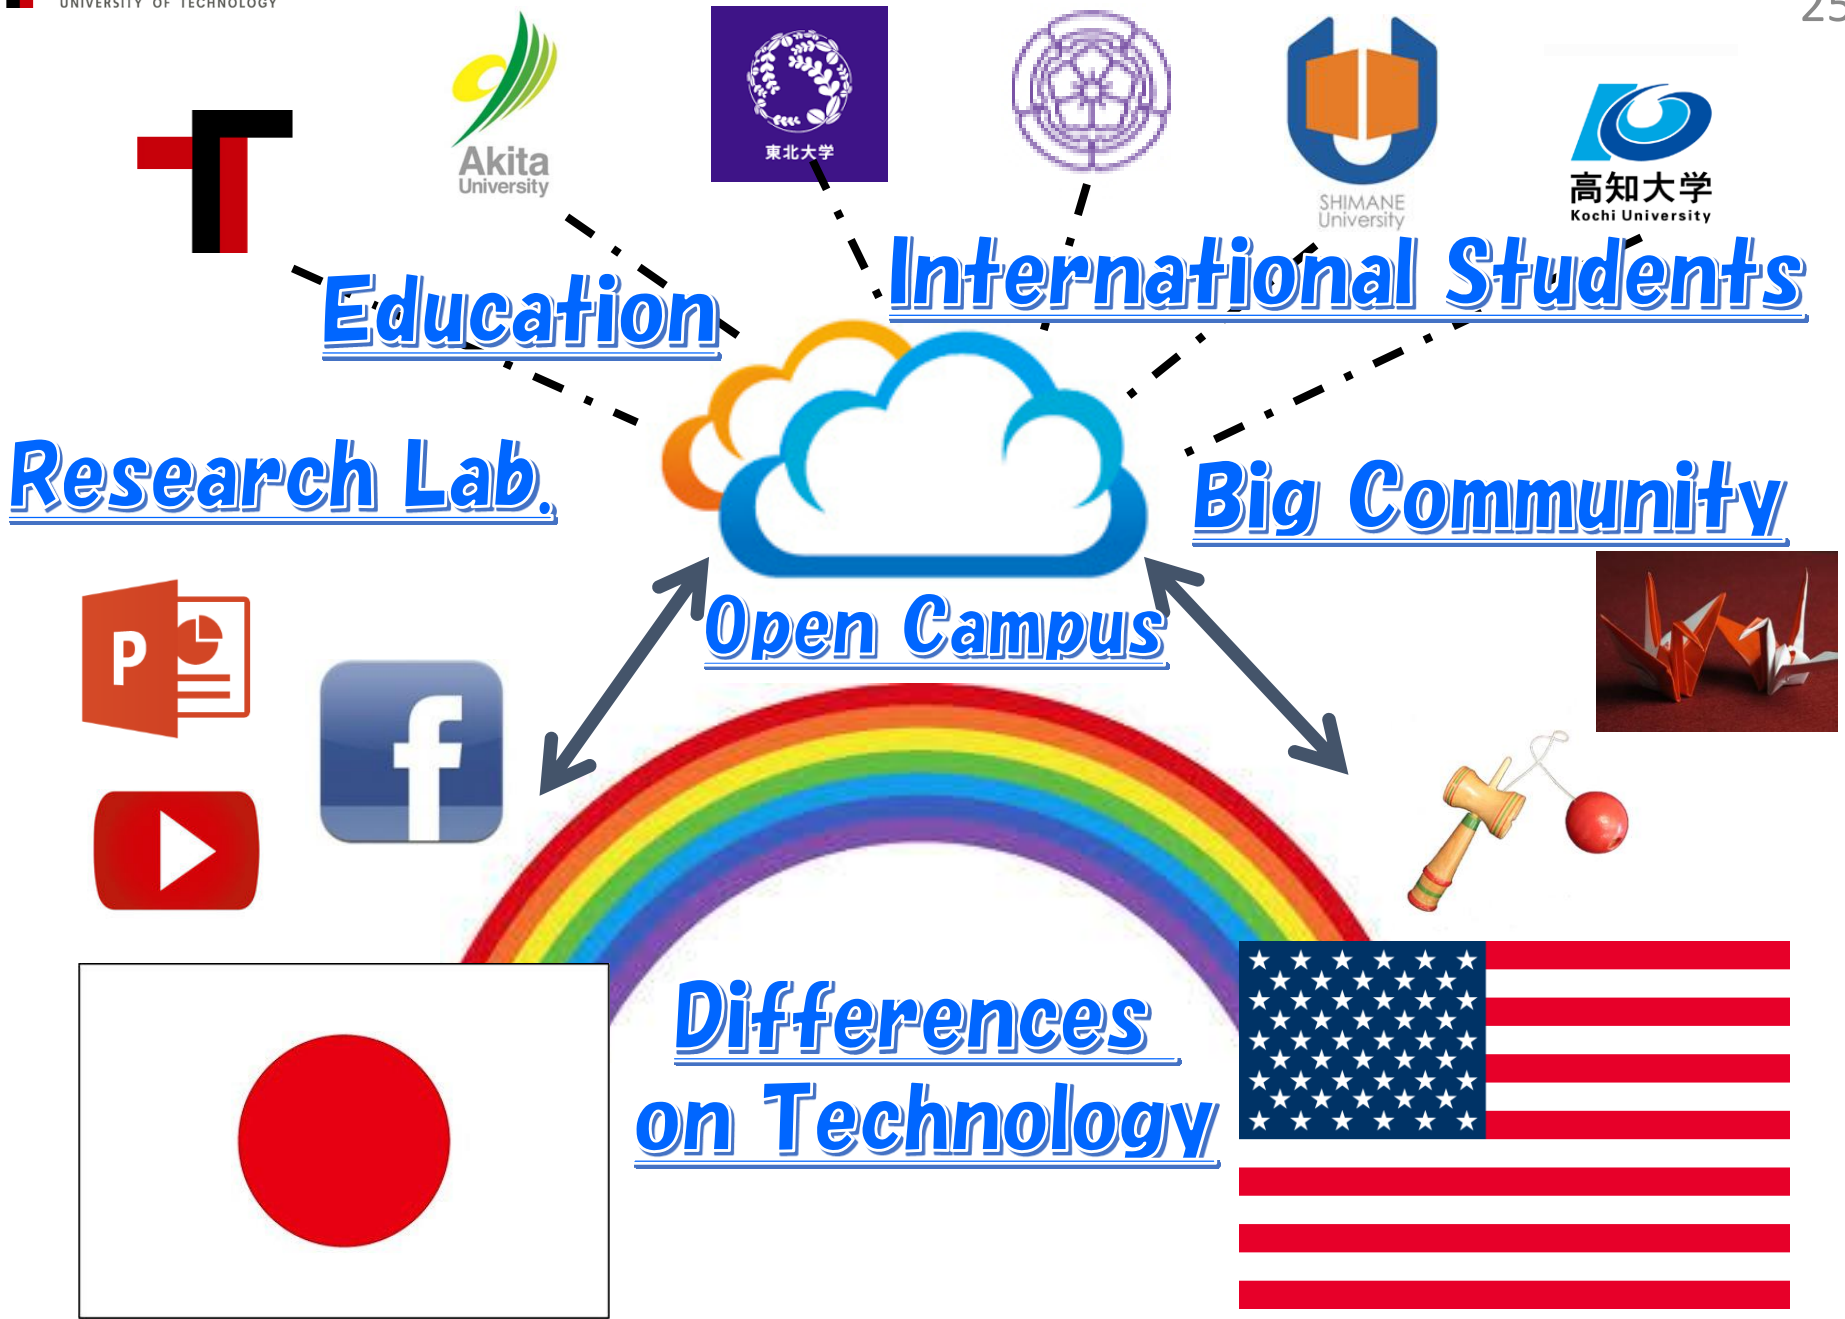 UNIVERSITY OF TECHNOLOGY
25
Akita
University
東北大学
SHIMANE
University
高知大学
Kochi University
Education
International Students
Research Lab.
Big Community
Open Campus
P
f
Differences
on Technology